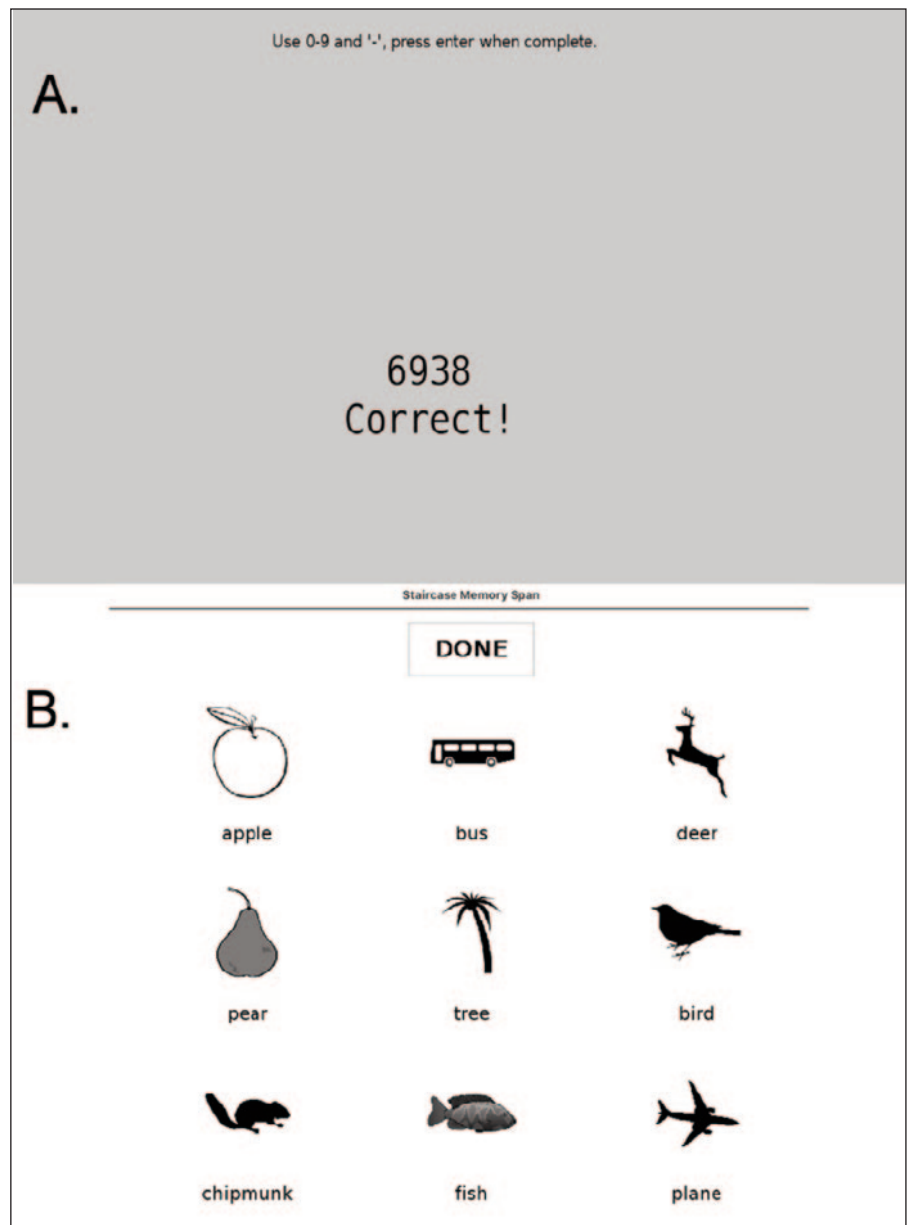 Use 0-9 and '-', press enter when complete.
A.
6938
Correct!
Staircase Memory Span
DONE
B.
apple bus deer
pear tree bird
chipmunk fish plane